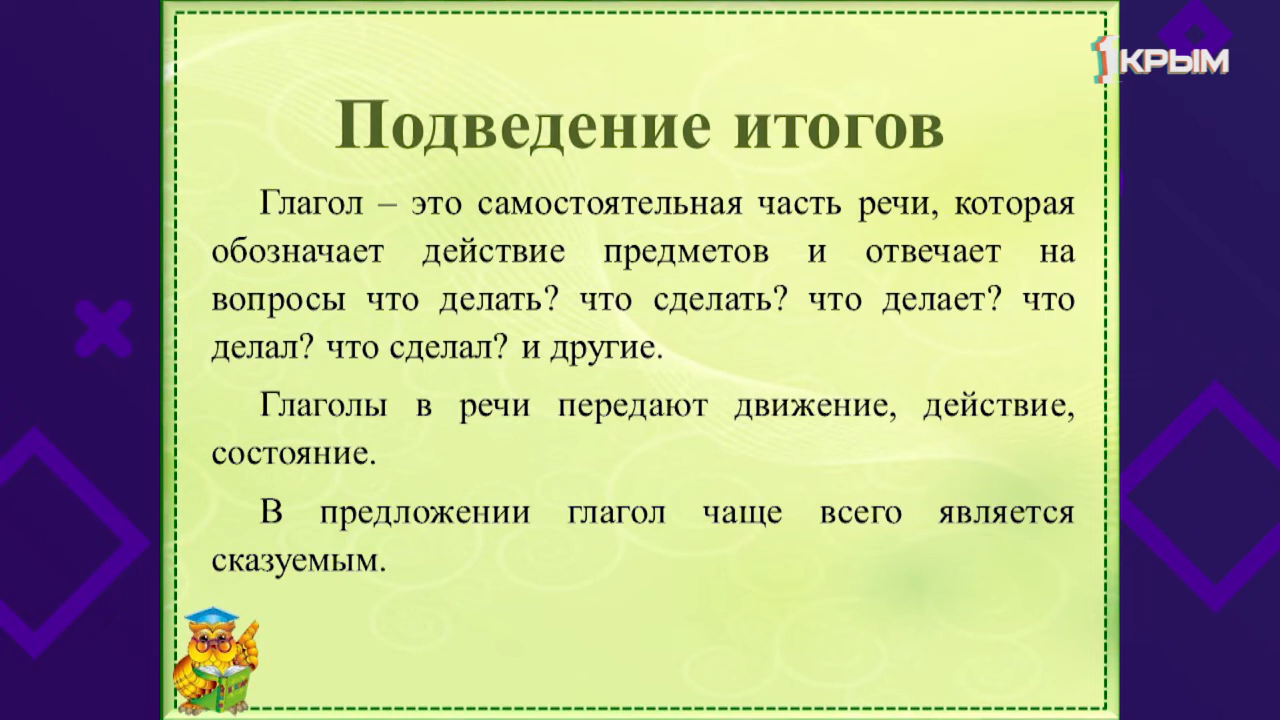 1КРЫМ
Подведение итогов
Глагол – это самостоятельная часть речи, которая
обозначает действие предметов и отвечает на
вопросы что делать? что сделать? что делает? что
делал? что сделал? и другие.
Глаголы в речи передают движение, действие,
состояние.
В предложении глагол чаще всего является
сказуемым.